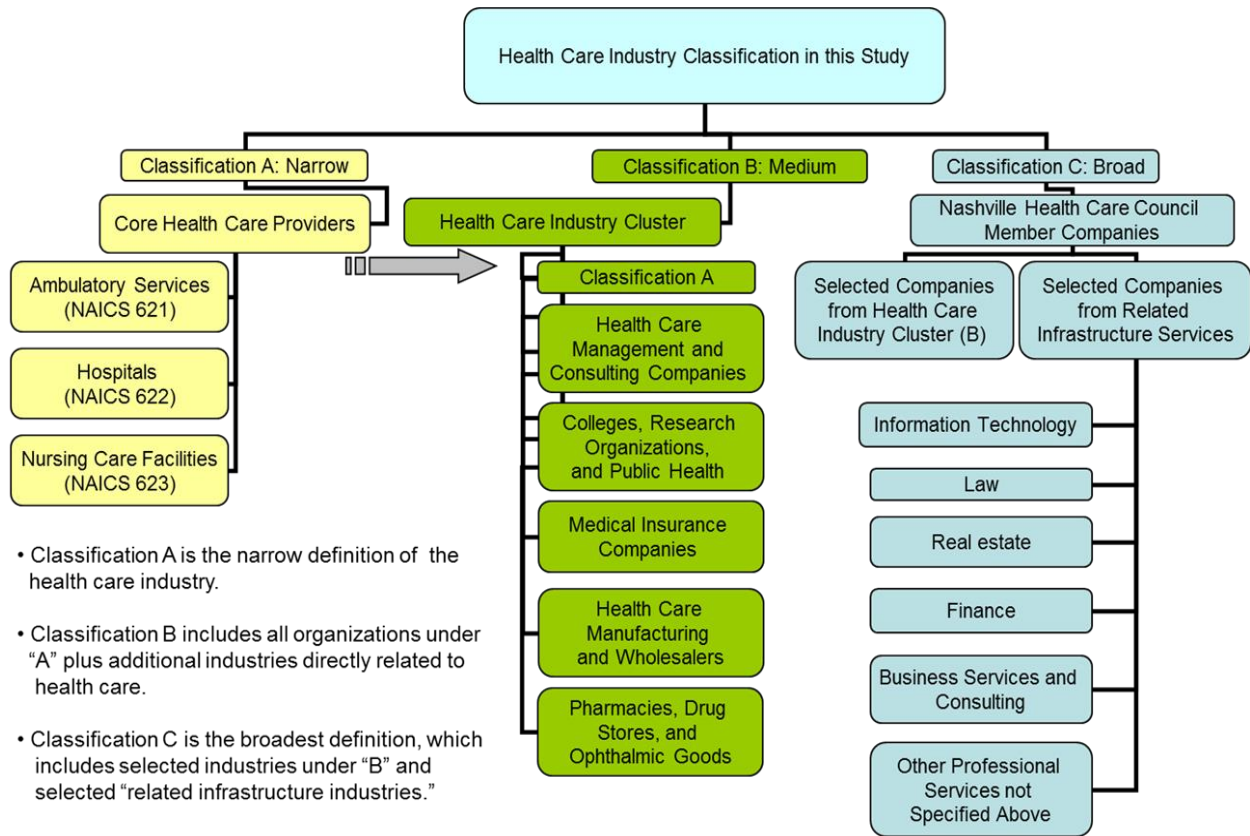 Health Care Industry Classification in this Study
Classification A: Narrow
Core Health Care Providers
Ambulatory Services
(NAICS 621)
Hospitals
(NAICS 622)
Nursing Care Facilities
(NAICS 623)
Classification B: Medium
Health Care Industry Cluster
Classification A
Health Care
Management and
Consulting Companies
Colleges, Research
Organizations,
and Public Health
Medical Insurance
Companies
Health Care
Manufacturing
and Wholesalers
Pharmacies, Drug
Stores, and
Ophthalmic Goods
Classification C: Broad
Nashville Health Care Council
Member Companies
Selected Companies
from Health Care
Industry Cluster (B)
Selected Companies
from Related
Infrastructure Services
Information Technology
Law
Real estate
Finance
Business Services and
Consulting
Other Professional
Services not
Specified Above
• Classification A is the narrow definition of the
health care industry.
• Classification B includes all organizations under
“A” plus additional industries directly related to
health care.
• Classification C is the broadest definition, which
includes selected industries under “B” and
selected “related infrastructure industries.”